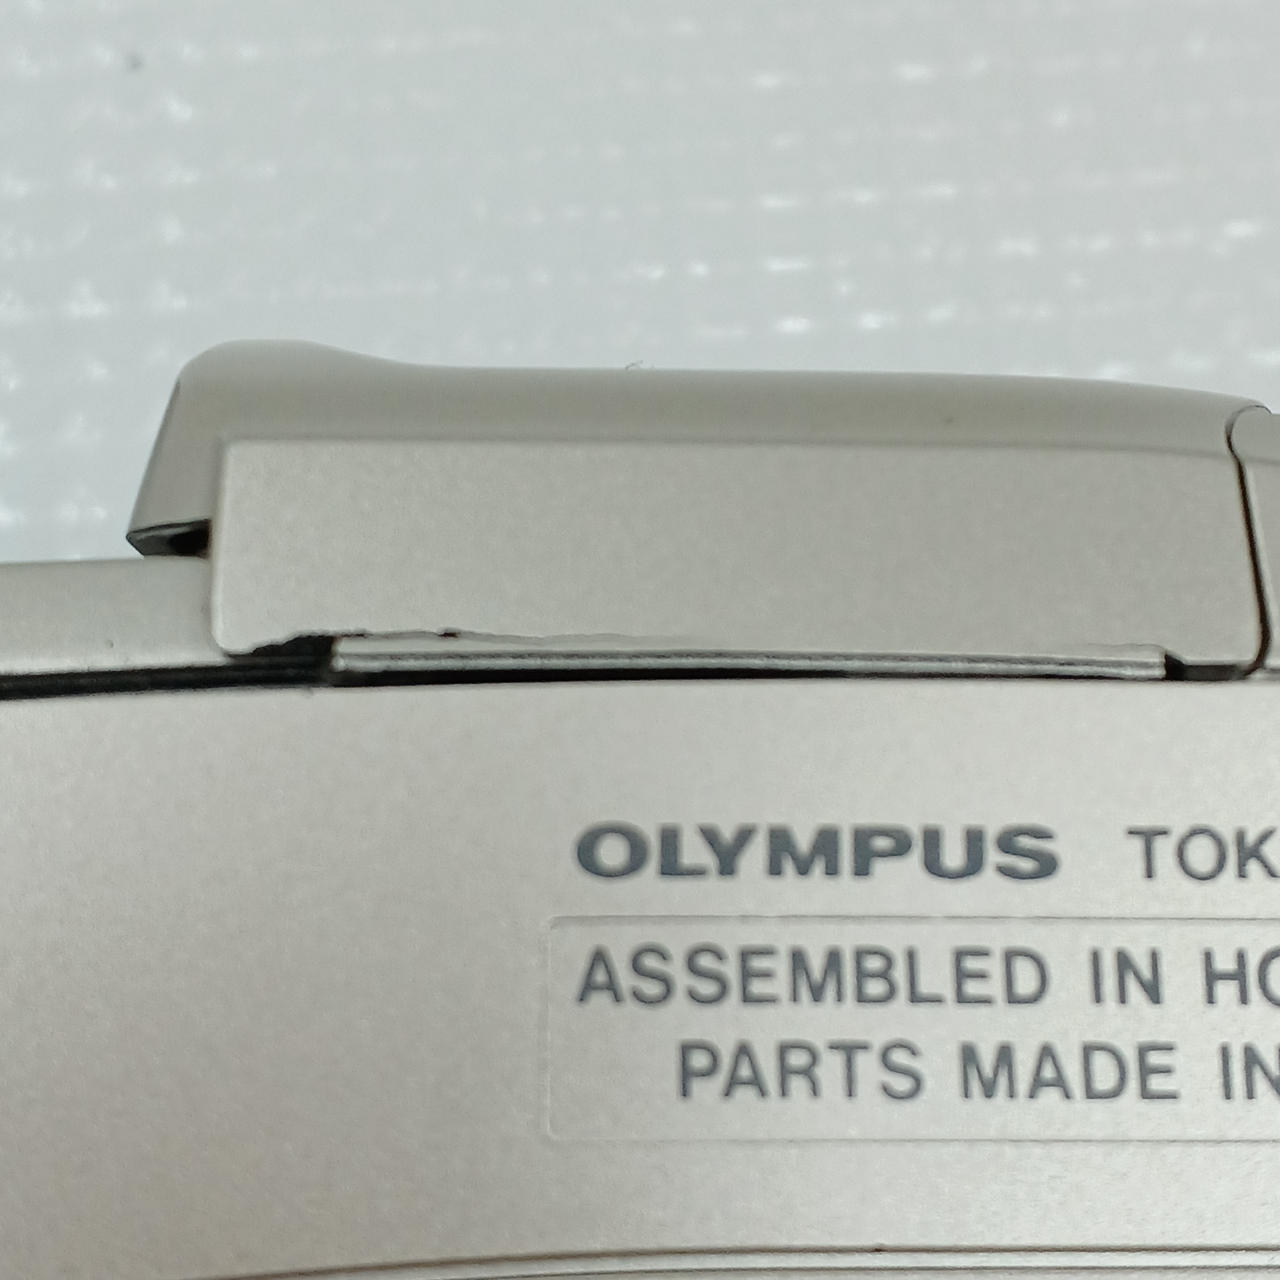 OLYMPUS TOK
ASSEMBLED IN HO
PARTS MADE IN